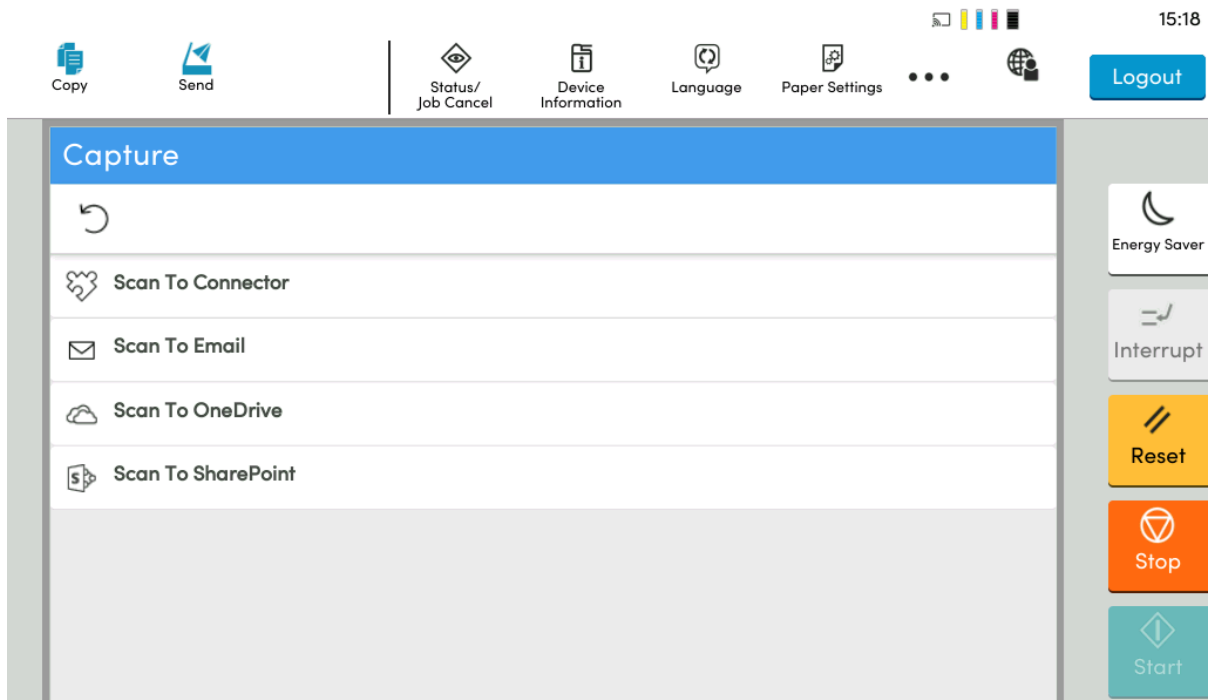 15:18
Copy
Send
Status/
Job Cancel
Device
Information
Language
Paper Settings
Logout
Capture
Energy Saver
Scan To Connector
Interrupt
Scan To Email
Scan To OneDrive
Reset
Scan To SharePoint
Stop
Start